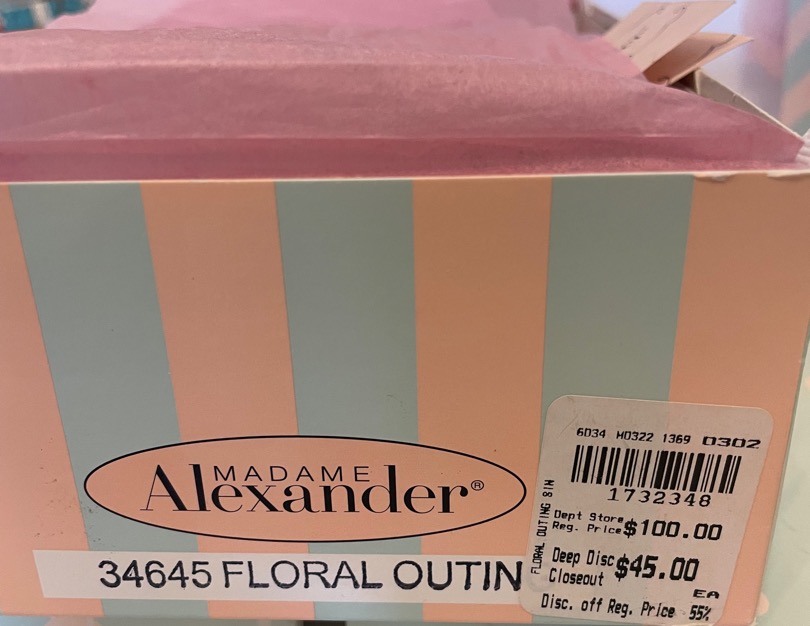 MADAME
Alexander®
34645 FLORAL OUTIN
6034 H0322 1369 0302
1732348
FLORAL OUTING 8IN
Dept Store
Reg. Price $100.00
Deep Disc
Closeout $45.00
EA
Disc. off Reg. Price 55%